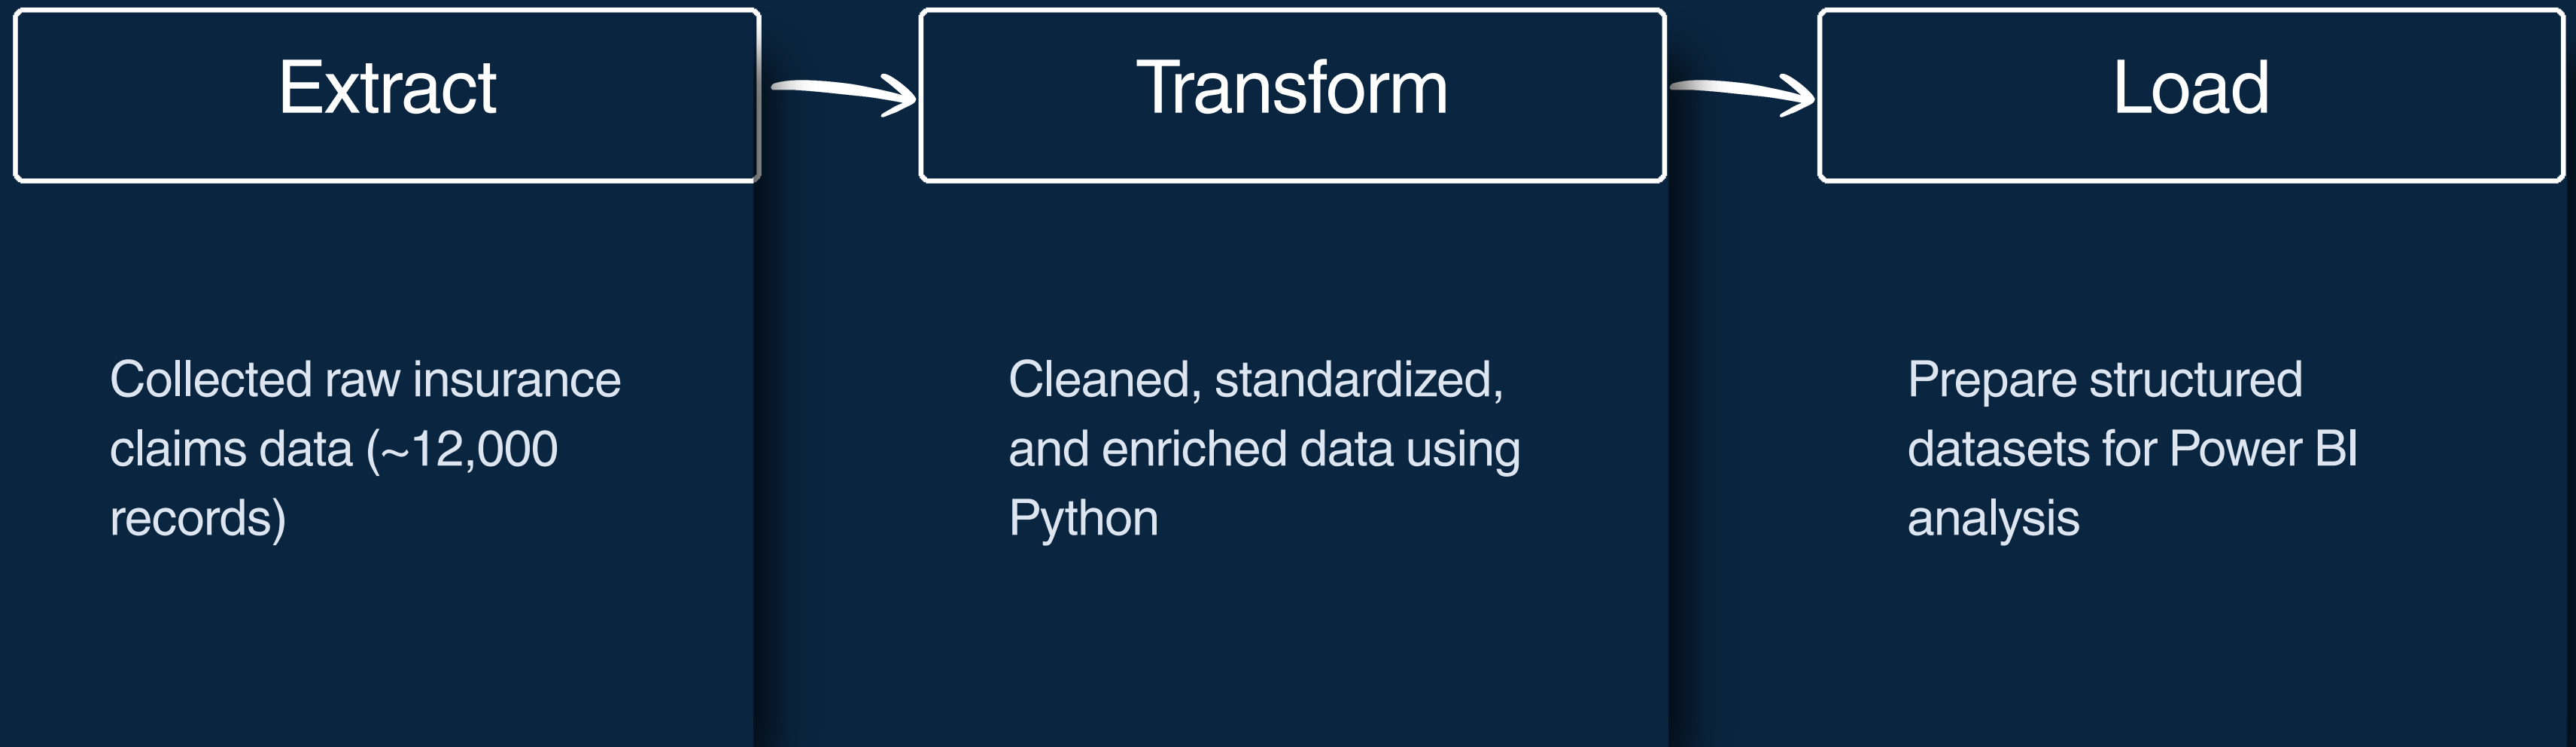 Extract
Transform
Load
Collected raw insurance
claims data (~12,000
records)
Cleaned, standardized,
and enriched data using
Python
Prepare structured
datasets for Power BI
analysis